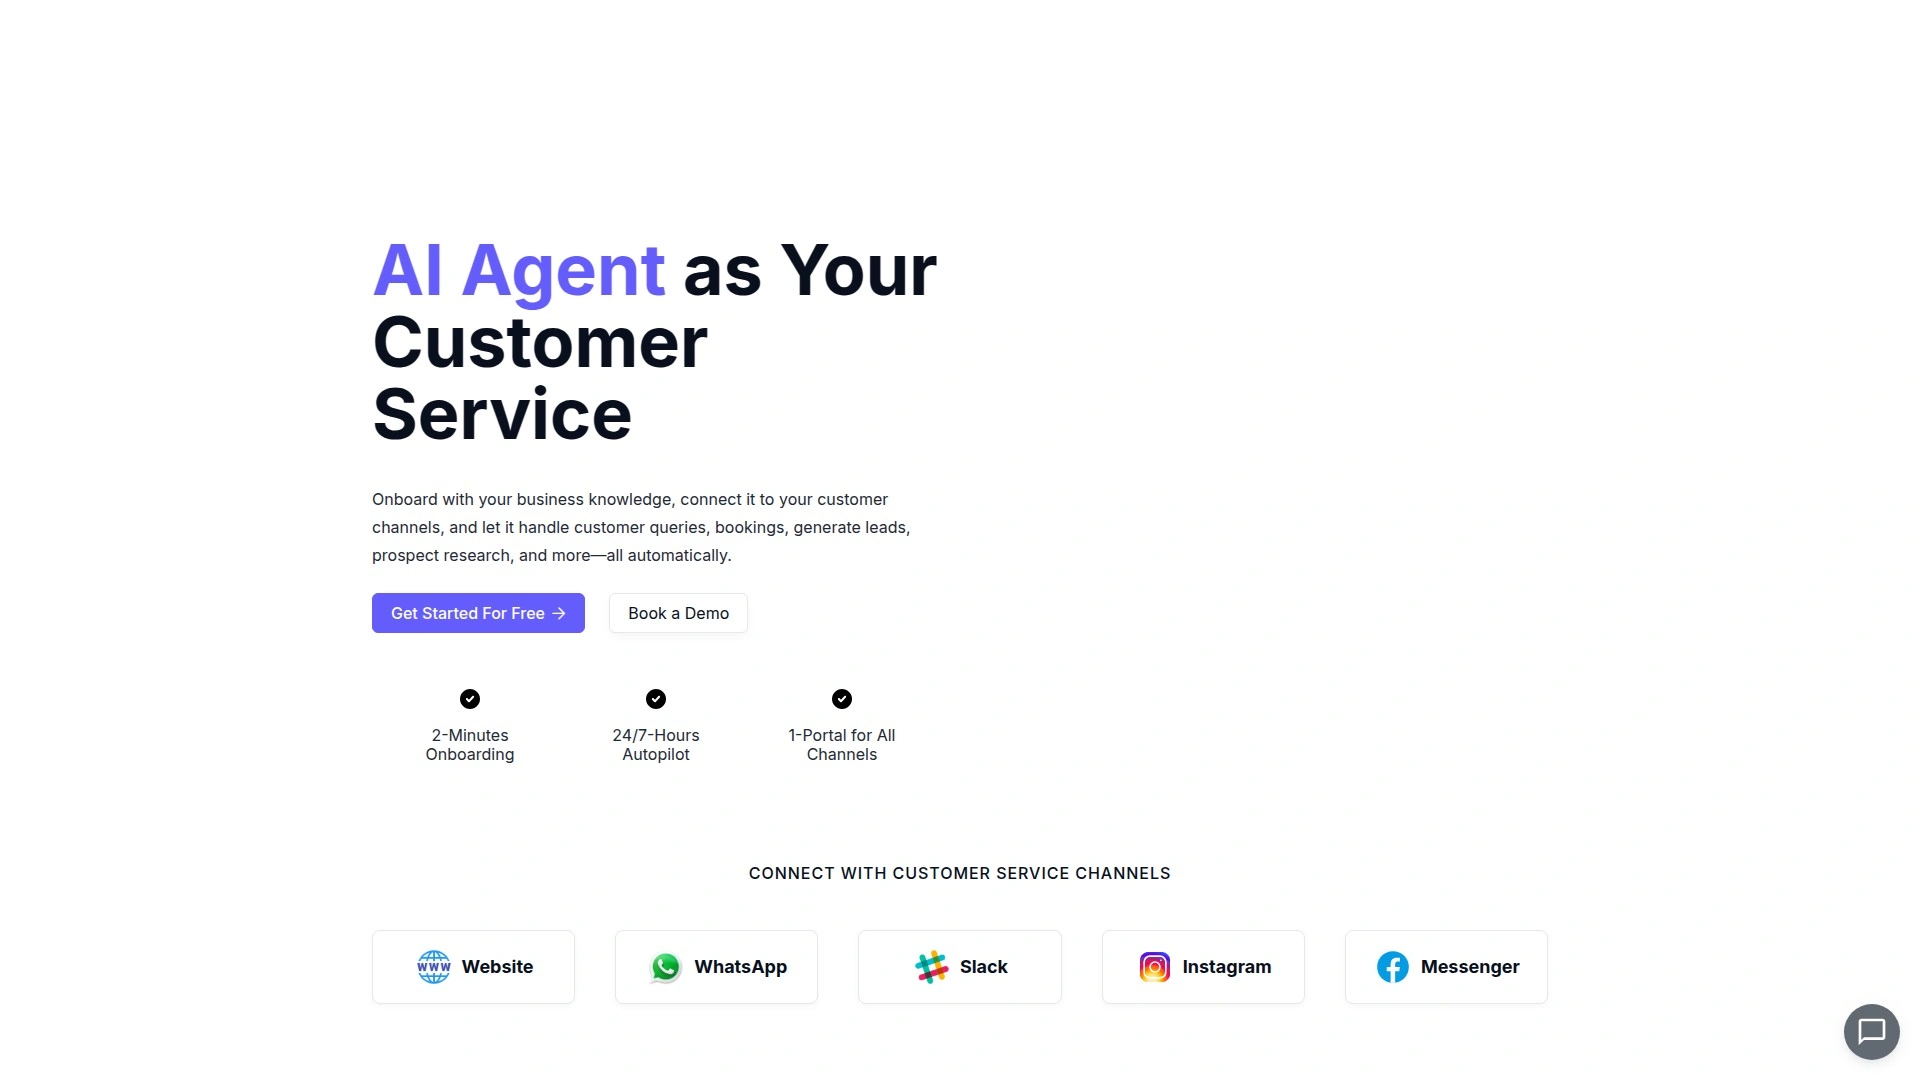 AI Agent as Your
Customer
Service
Onboard with your business knowledge, connect it to your customer
channels, and let it handle customer queries, bookings, generate leads,
prospect research, and more—all automatically.
Get Started For Free
Book a Demo
2-Minutes
Onboarding
24/7-Hours
Autopilot
1-Portal for All
Channels
CONNECT WITH CUSTOMER SERVICE CHANNELS
WWW Website
WhatsApp
Slack
Instagram
Messenger